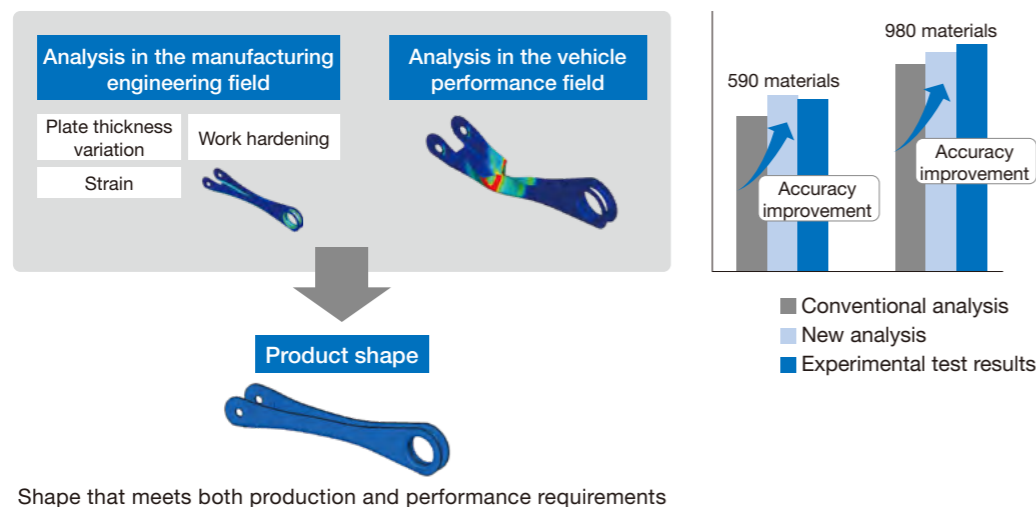 Analysis in the manufacturing
engineering field
Plate thickness
variation
Work hardening
Strain
Analysis in the vehicle
performance field
Product shape
Shape that meets both production and performance requirements
590 materials
980 materials
Accuracy
improvement
Accuracy
improvement
Conventional analysis
New analysis
Experimental test results